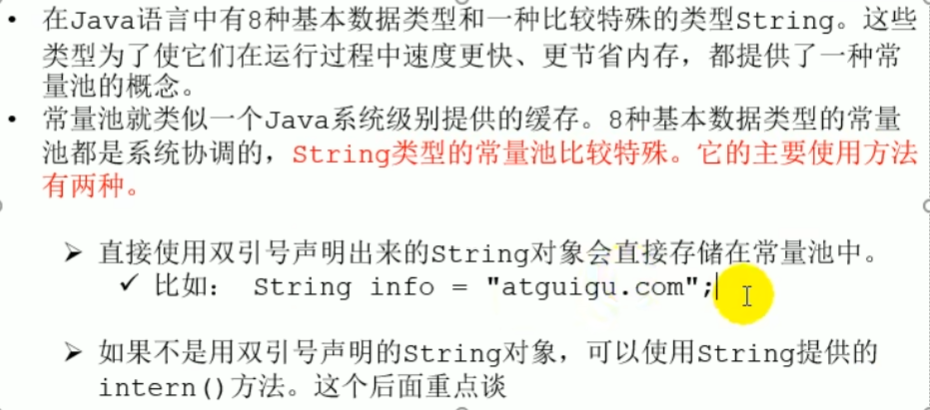 • 在Java语言中有8种基本数据类型和一种比较特殊的类型String。这些
类型为了使它们在运行过程中速度更快、更节省内存，都提供了一种常
量池的概念。
• 常量池就类似一个Java系统级别提供的缓存。8种基本数据类型的常量
池都是系统协调的，String类型的常量池比较特殊。它的主要使用方法
有两种。
➢ 直接使用双引号声明出来的String对象会直接存储在常量池中。
✓ 比如： String info = "atguigu.com";
➢ 如果不是用双引号声明的String对象，可以使用String提供的
intern()方法。这个后面重点谈